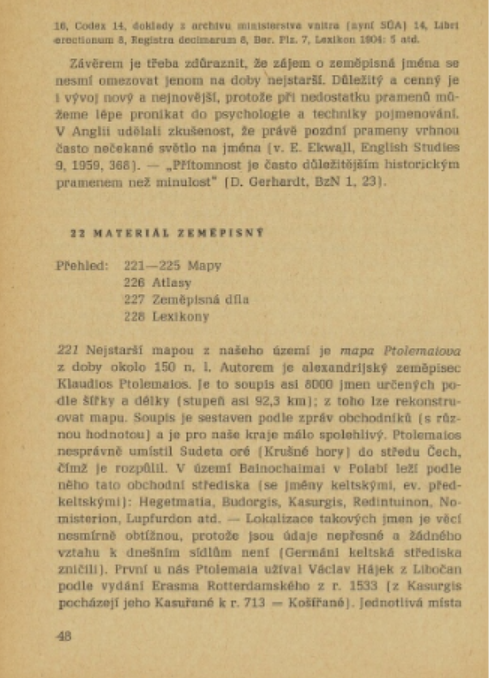 16, Codex 14, doklady z archivu ministerstva vnitra (nyní SÚA) 14, Libri
erectionum 8, Registra decimarum 6, Ber. Plz. 7, Lexikon 1904: 5 atd.
Závěrem je třeba zdůraznit, že zájem o zeměpisná jména se
nesmí omezovat jenom na doby nejstarší. Důležitý a cenný je
i vývoj nový a nejnovější, protože při nedostatku pramenů mů-
žeme lépe pronikat do psychologie a techniky pojmenování.
V Anglii udělali zkušenost, že právě pozdní prameny vrhnou
často nečekané světlo na jména (v. E. Ekwall, English Studies
9, 1959, 368). — „Přítomnost je často důležitějším historickým
pramenem než minulost“ (D. Gerhardt, BzN 1, 23).
22 MATERIÁL ZEMĚPISNÝ
Přehled: 221—225 Mapy
226 Atlasy
227 Zeměpisná díla
228 Lexikony
221 Nejstarší mapou z našeho území je mapa Ptolemaiova
z doby okolo 150 n. l. Autorem je alexandrijský zeměpisec
Klaudios Ptolemaios. Je to soupis asi 8000 jmen určených po-
dle šířky a délky (stupeň asi 92,3 km); z toho lze rekonstru-
ovat mapu. Soupis je sestaven podle zpráv obchodníků (s růz-
nou hodnotou) a je pro naše kraje málo spolehlivý. Ptolemaios
nesprávně umístil Sudeta oré (Krušné hory) do středu Čech,
čímž je rozpůlil. V území Bainochaimai v Polabí leží podle
něho tato obchodní střediska (se jmény keltskými, ev. před-
keltskými): Hegetmatia, Budorgis, Kasurgis, Redintuinon, No-
misterion, Lupfurdon atd. — Lokalizace takových jmen je věcí
nesmírně obtížnou, protože jsou údaje nepřesné a žádného
vztahu k dnešním sídlům není (Germáni keltská střediska
zničili). První u nás Ptolemaia užíval Václav Hájek z Libočan
podle vydání Erasma Rotterdamského z r. 1533 (z Kasurgis
pocházejí jeho Kasuřané k r. 713 = Košířané). Jednotlivá místa
48